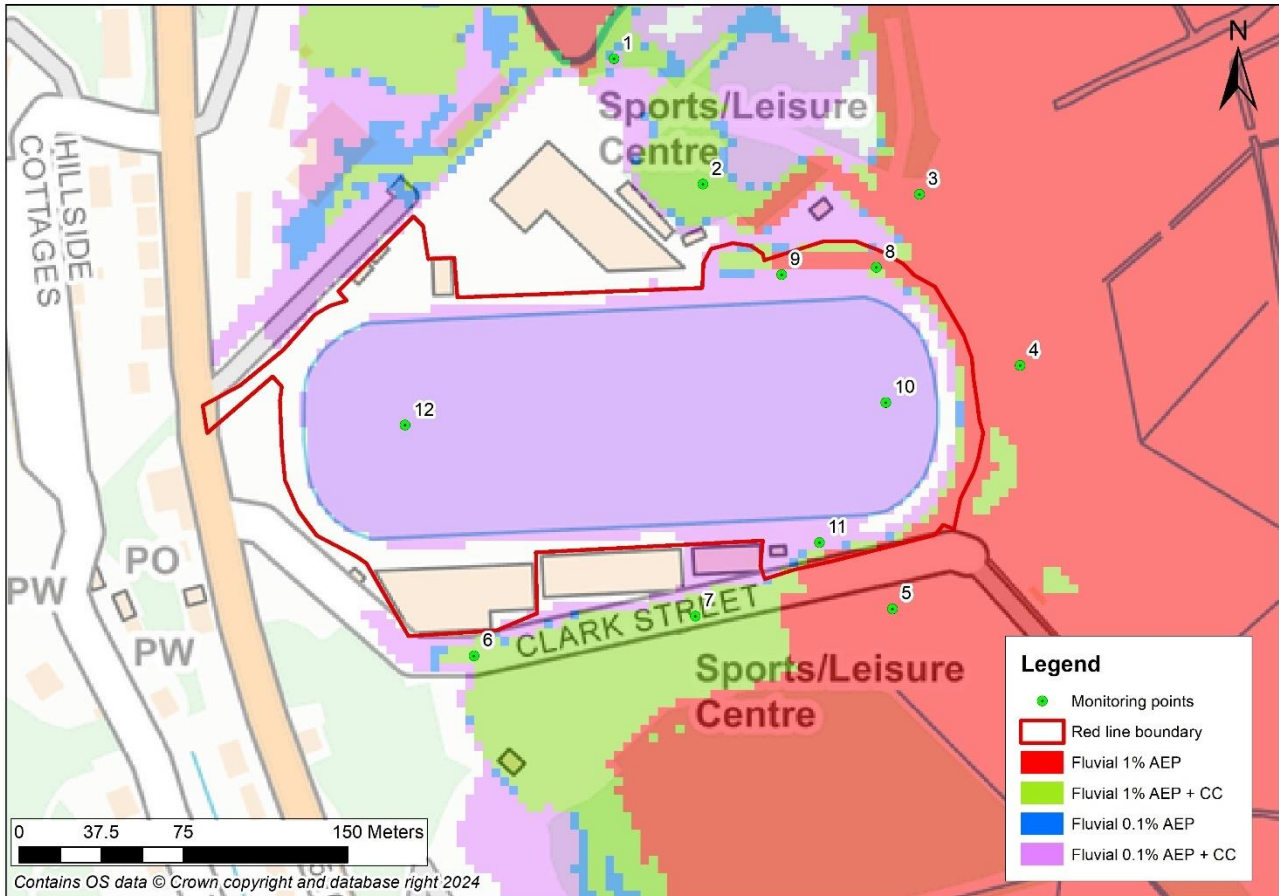 N
1
Sports/Leisure
Centre
2
3
HILLSIDE
COTTAGES
8
9
4
10
12
11
PO
PW
PW
7
5
CLARK STREET
6
Sports/Leisure
Centre
Legend
Monitoring points
Red line boundary
Fluvial 1% AEP
Fluvial 1% AEP + CC
Fluvial 0.1% AEP
Fluvial 0.1% AEP + CC
0 37.5 75 150 Meters
Contains OS data © Crown copyright and database right 2024